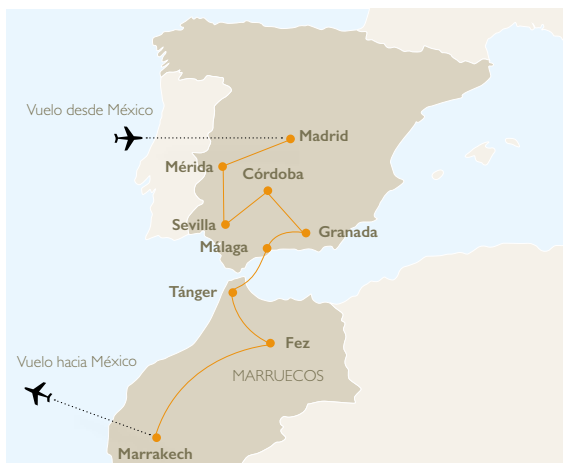 Vuelo desde México
Madrid
Mérida
Córdoba
Sevilla
Granada
Málaga
Tánger
Fez
Vuelo hacia México
MARRUECOS
Marrakech